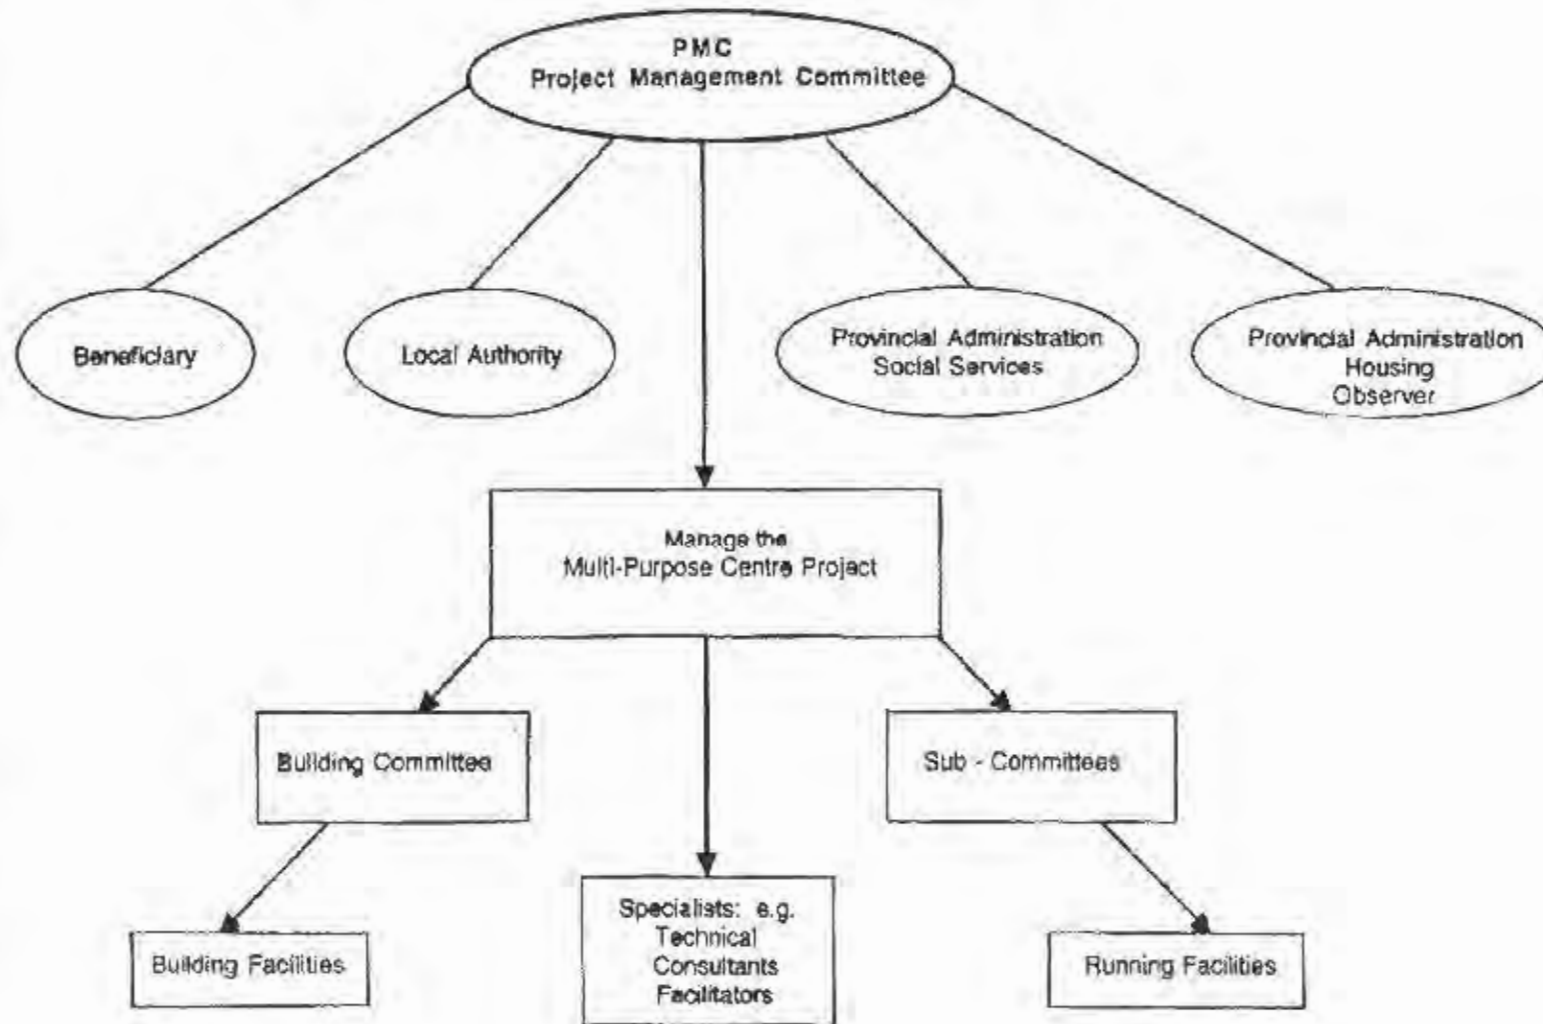 PMC
Project Management Committee
Beneficiary
Local Authority
Provincial Administration
Social Services
Provincial Administration
Housing
Observer
Manage the
Multi-Purpose Centre Project
Building Committee
Sub - Committees
Building Facilities
Specialists: e.g.
Technical
Consultants
Facilitators
Running Facilities